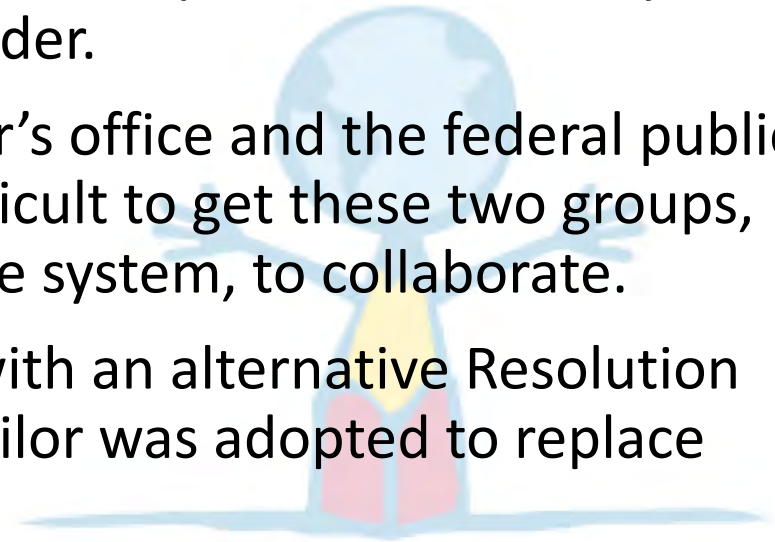 der.
r’s office and the federal public
icult to get these two groups,
e system, to collaborate.
ith an alternative Resolution
ilor was adopted to replace